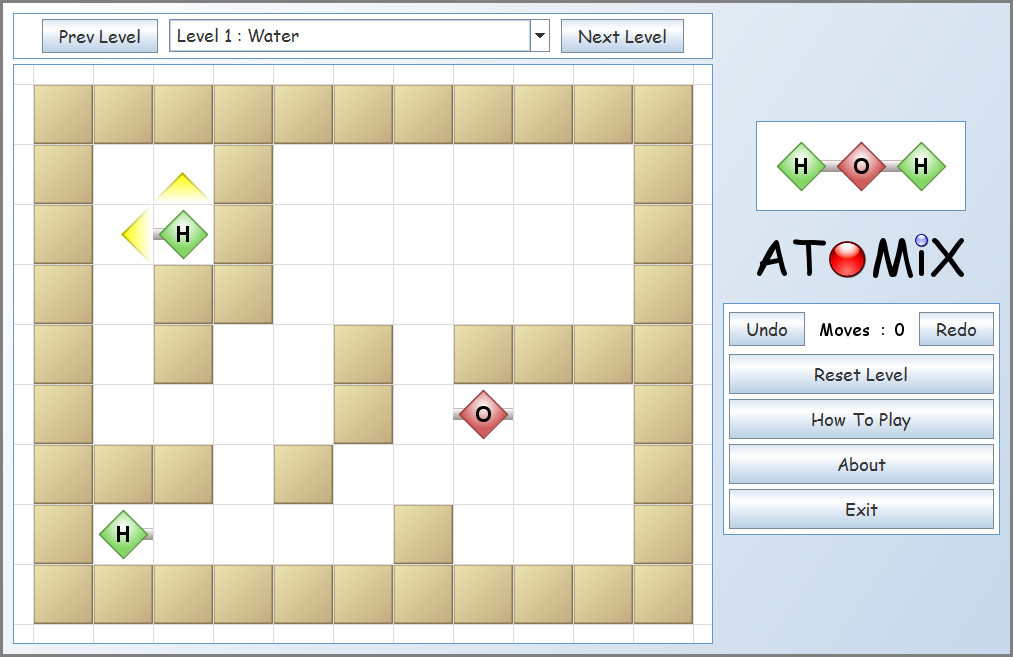 Prev Level
Level 1 : Water
Next Level
H O H
ATOMiX
H
Undo
Moves : 0
Redo
Reset Level
How To Play
O
About
Exit
H